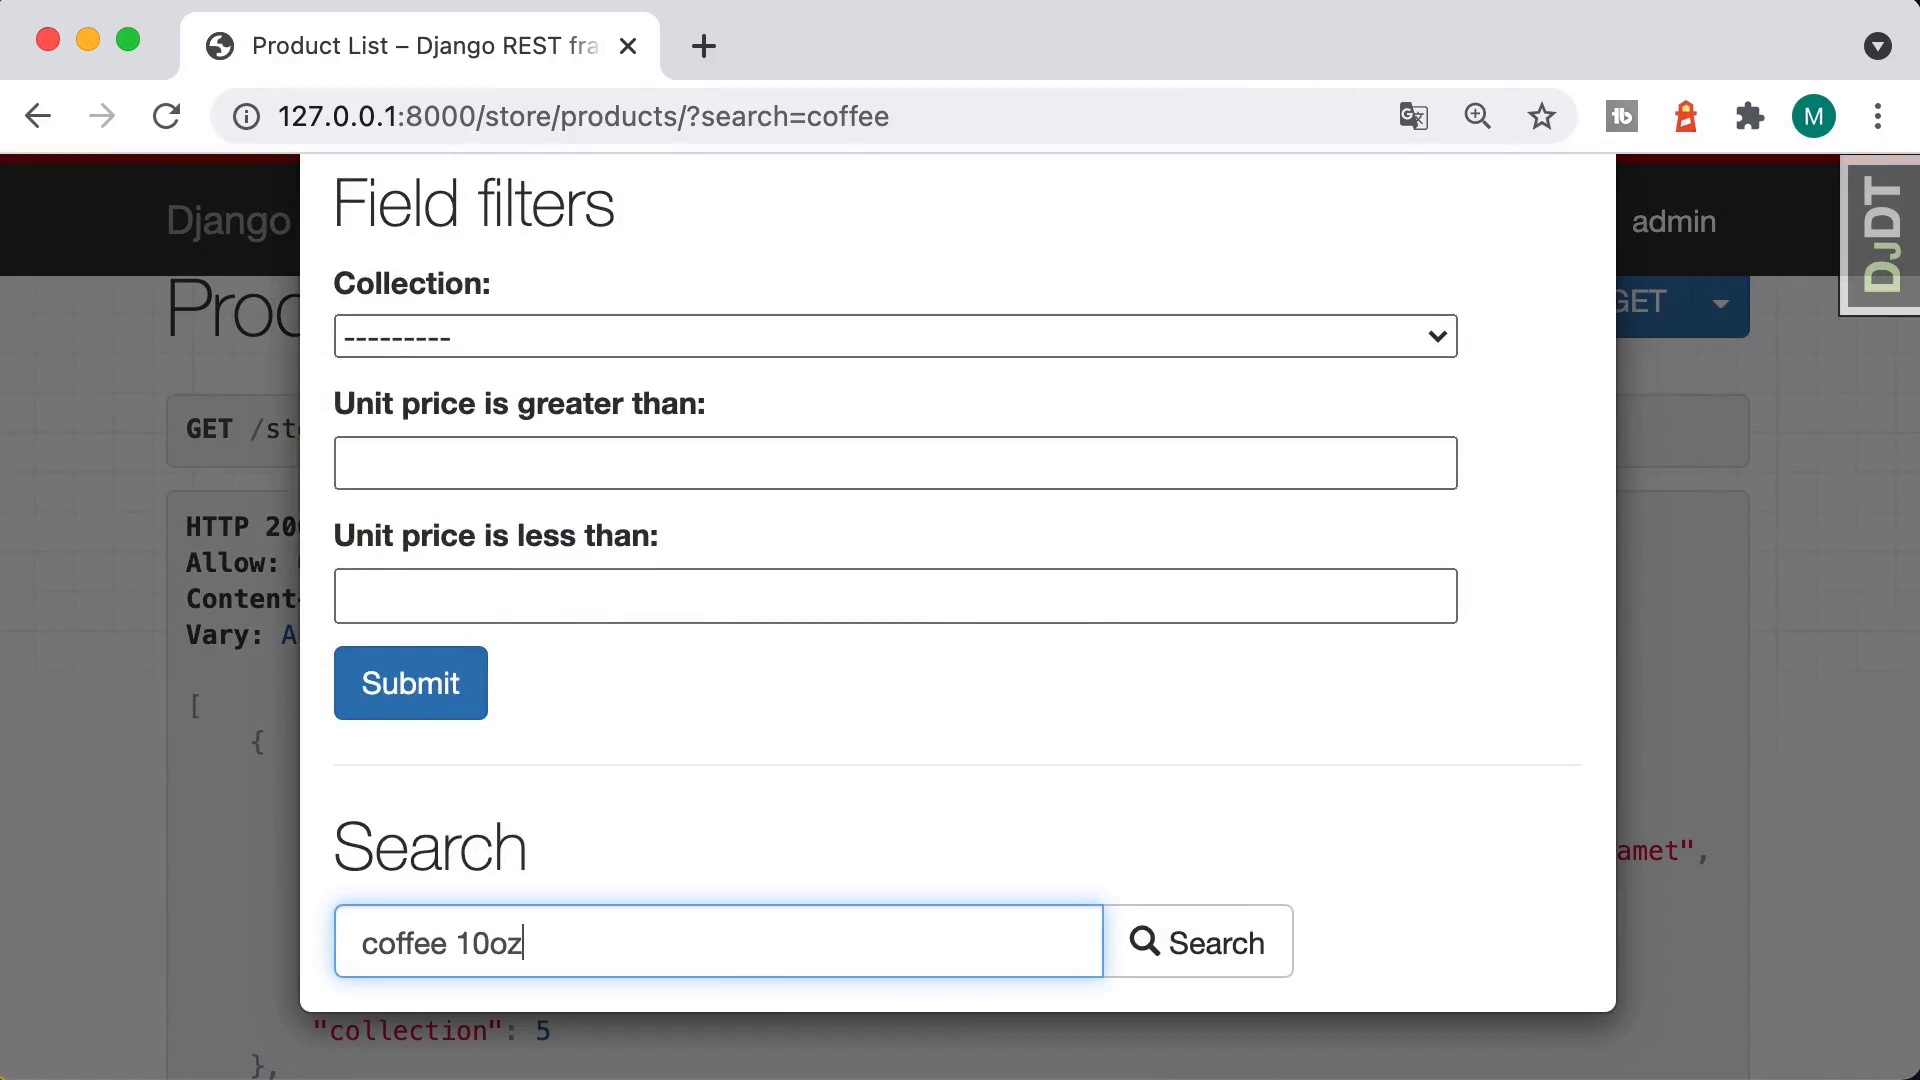 Product List – Django REST fra
127.0.0.1:8000/store/products/?search=coffee
M
Django
admin
DJDT
Field filters
Collection:
---------
Unit price is greater than:
Unit price is less than:
Submit
Proc
GET
GET /st
HTTP 20
Allow:
Content-
Vary: A
[
{
amet",
Search
coffee 10oz
Search
"collection": 5
},